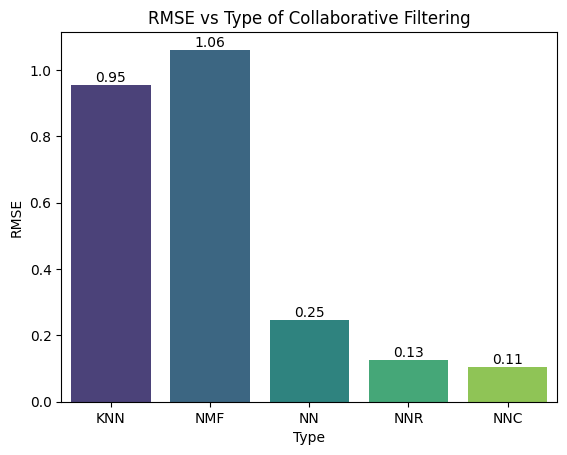 RMSE vs Type of Collaborative Filtering
RMSE
1.0
0.8
0.6
0.4
0.2
0.0
0.95
1.06
0.25
0.13
0.11
KNN
NMF
NN
NNR
NNC
Type